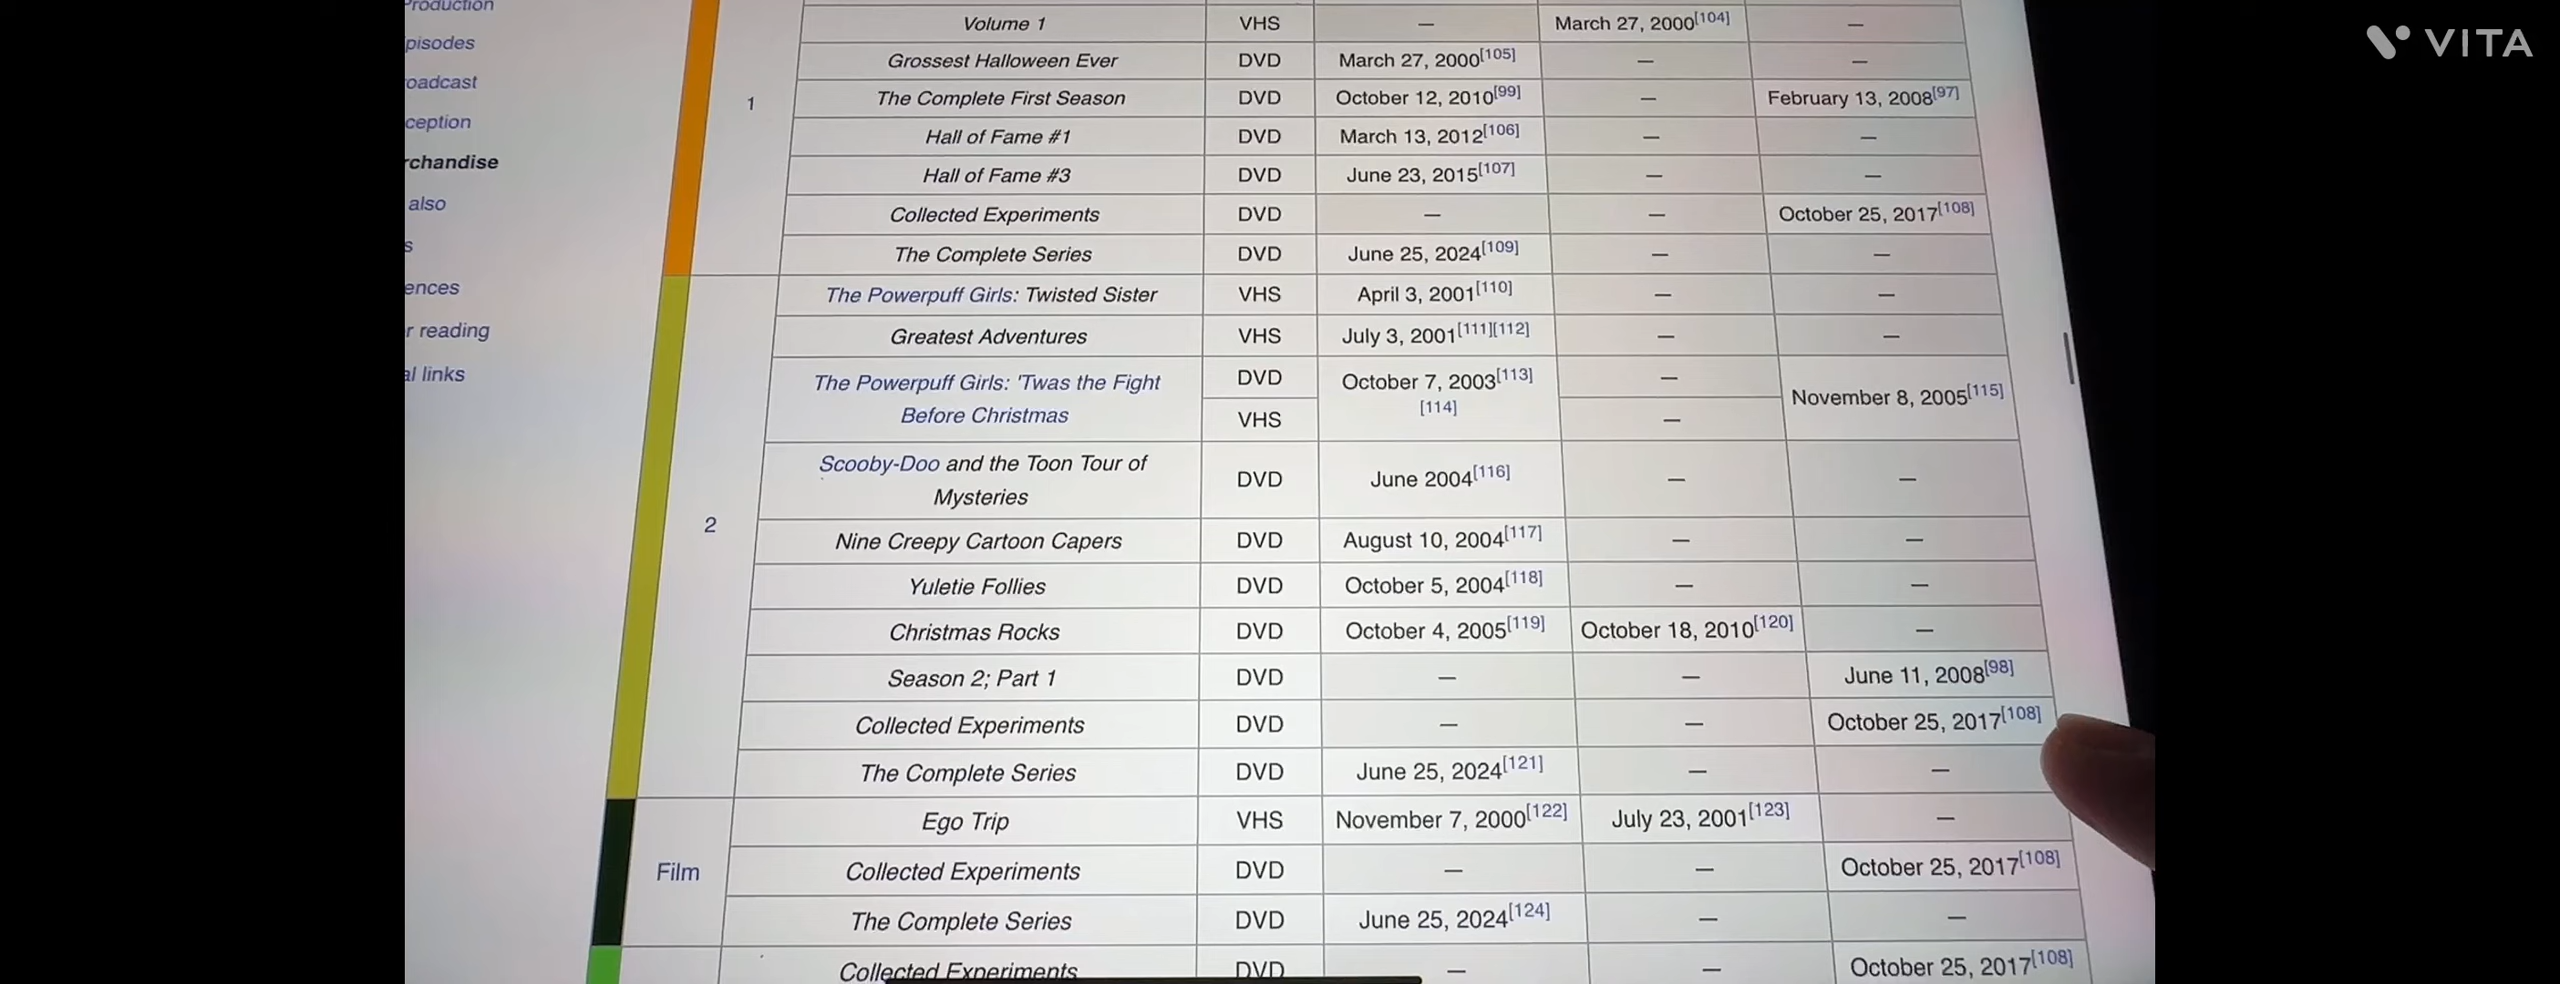 Production
pisodes
oadcast
ception
rchandise
also
s
ences
r reading
al links
VITA
Volume 1 VHS — March 27, 2000[104] —
Grossest Halloween Ever DVD March 27, 2000[105] — —
1
The Complete First Season DVD October 12, 2010[99] — February 13, 2008[97]
Hall of Fame #1 DVD March 13, 2012[106] — —
Hall of Fame #3 DVD June 23, 2015[107] — —
Collected Experiments DVD — — October 25, 2017[108]
The Complete Series DVD June 25, 2024[109] — —
2
The Powerpuff Girls: Twisted Sister VHS April 3, 2001[110] — —
Greatest Adventures VHS July 3, 2001[111][112] — —
The Powerpuff Girls: 'Twas the Fight DVD October 7, 2003[113] — November 8, 2005[115]
Before Christmas VHS [114] —
Scooby-Doo and the Toon Tour of
Mysteries DVD June 2004[116] — —
Nine Creepy Cartoon Capers DVD August 10, 2004[117] — —
Yuletie Follies DVD October 5, 2004[118] — —
Christmas Rocks DVD October 4, 2005[119] October 18, 2010[120] —
Season 2; Part 1 DVD — — June 11, 2008[98]
Collected Experiments DVD — — October 25, 2017[108]
The Complete Series DVD June 25, 2024[121] — —
Film
Ego Trip VHS November 7, 2000[122] July 23, 2001[123] —
Collected Experiments DVD — — October 25, 2017[108]
The Complete Series DVD June 25, 2024[124] — —
Collected Experiments DVD — — October 25, 2017[108]